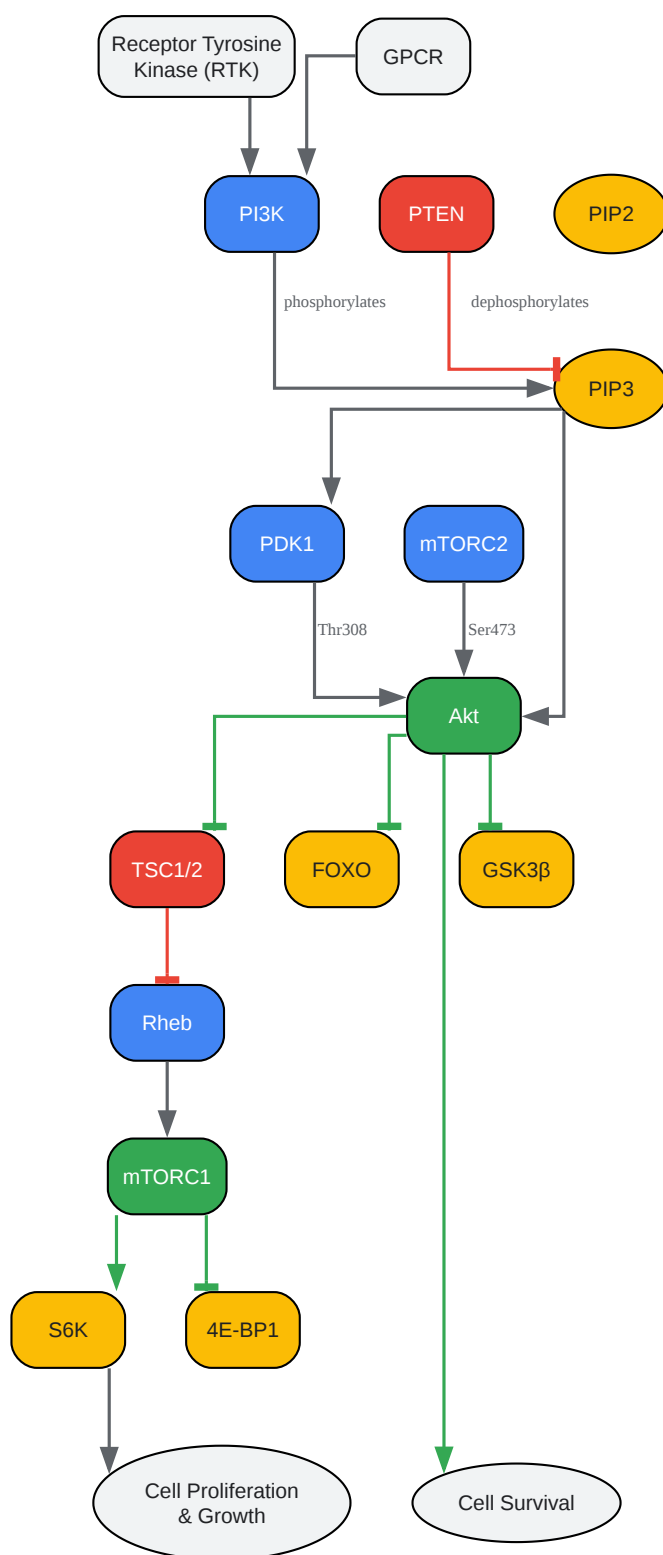 Receptor Tyrosine
Kinase (RTK)
GPCR
PI3K
PTEN
PIP2
phosphorylates
dephosphorylates
PIP3
PDK1
mTORC2
Thr308
Ser473
Akt
TSC1/2
FOXO
GSK3β
Rheb
mTORC1
S6K
4E-BP1
Cell Proliferation
& Growth
Cell Survival